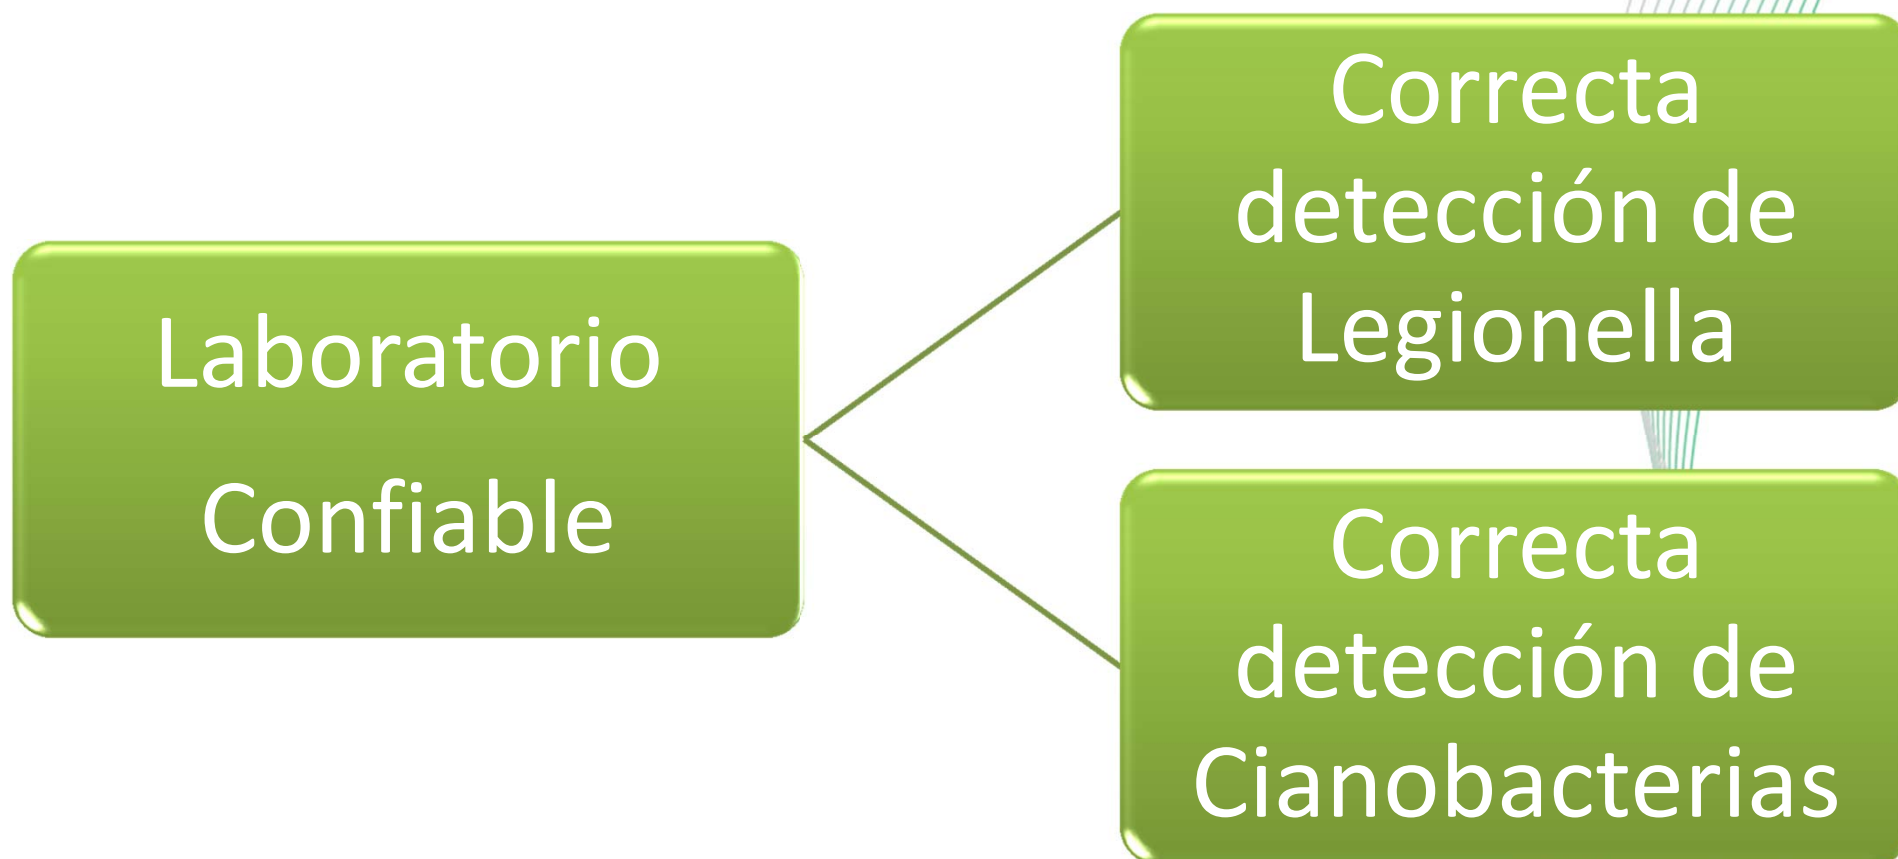 Laboratorio
Confiable
Correcta
detección de
Legionella
Correcta
detección de
Cianobacterias